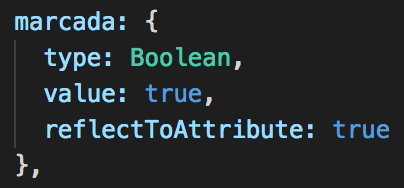 marcada: {
type: Boolean,
value: true,
reflectToAttribute: true
},